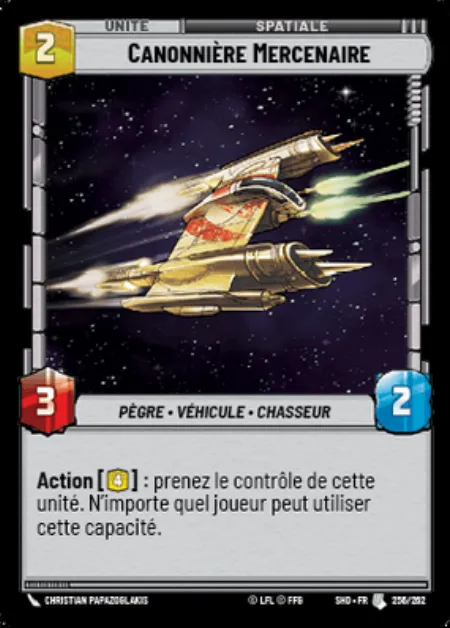 UNITÉ SPATIALE
2 CANONNIÈRE MERCENAIRE
3 2
PÈGRE • VÉHICULE • CHASSEUR
Action [4] : prenez le contrôle de cette
unité. N'importe quel joueur peut utiliser
cette capacité.
CHRISTIAN PAPAZOGLAKIS © LFL © FFG SHD • FR 256/262